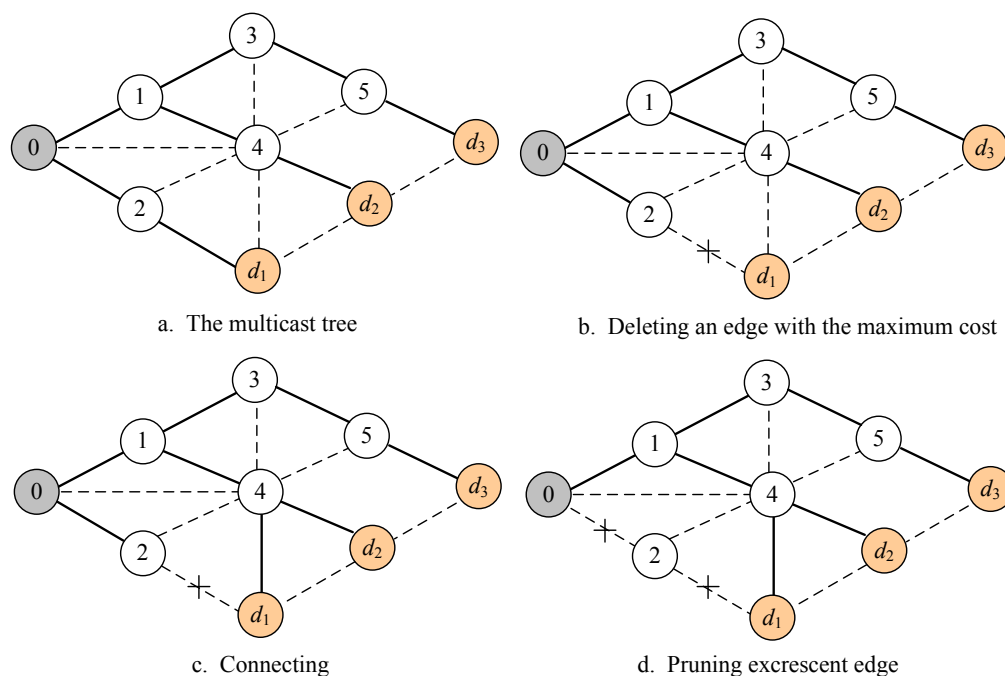 3
1
5
0
4
d3
2
d2
d1
a. The multicast tree
3
1
5
0
4
d3
2
d2
d1
b. Deleting an edge with the maximum cost
3
1
5
0
4
d3
2
d2
d1
c. Connecting
3
1
5
0
4
d3
2
d2
d1
d. Pruning excrescent edge